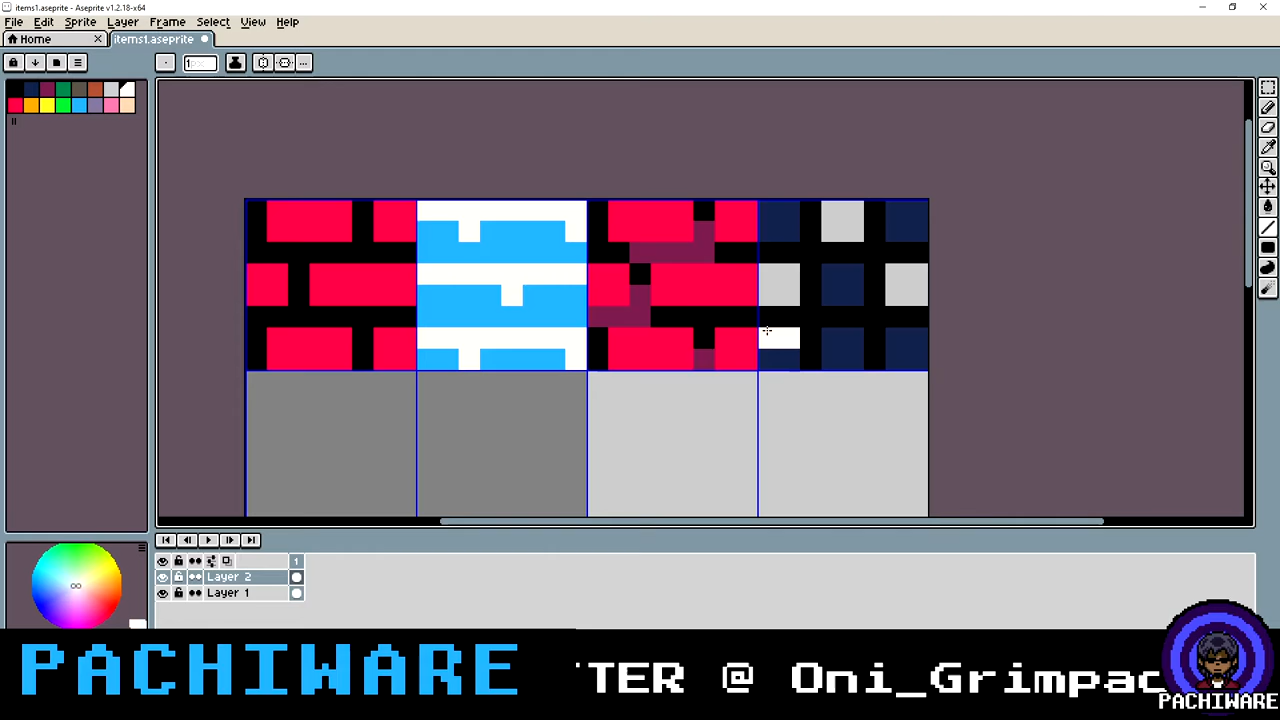 items1.aseprite - Aseprite v1.2.18-x64
File Edit Sprite Layer Frame Select View Help
Home items1.aseprite
1px
1
Layer 2
Layer 1
PACHIWARE TER @ Oni_Grimpac
PACHIWARE